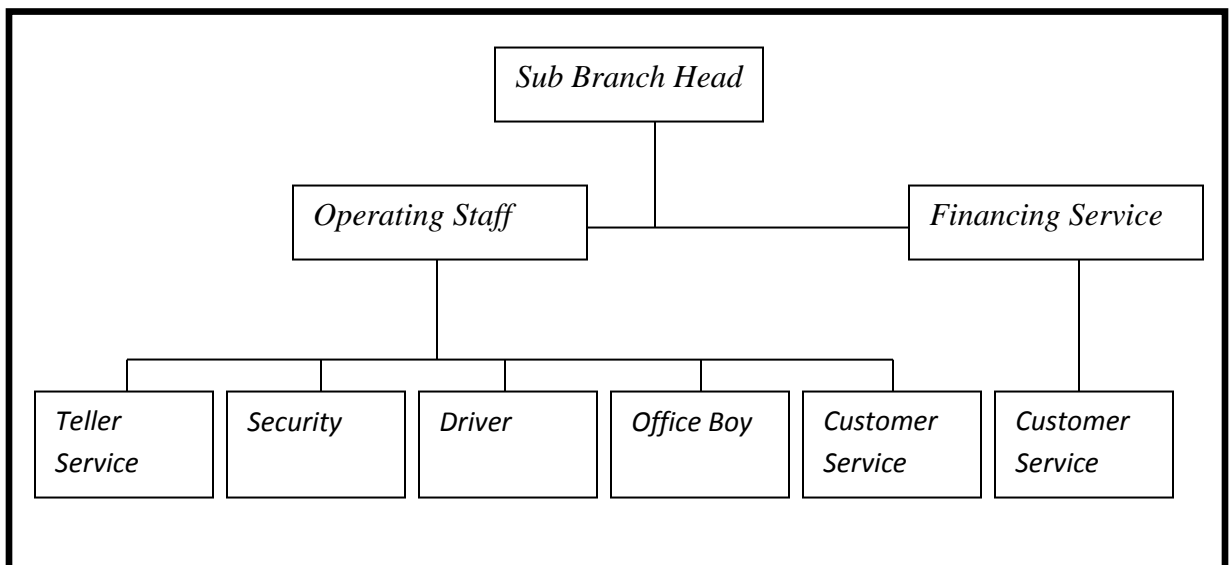 Sub Branch Head
Operating Staff
Financing Service
Teller
Service
Security
Driver
Office Boy
Customer
Service
Customer
Service